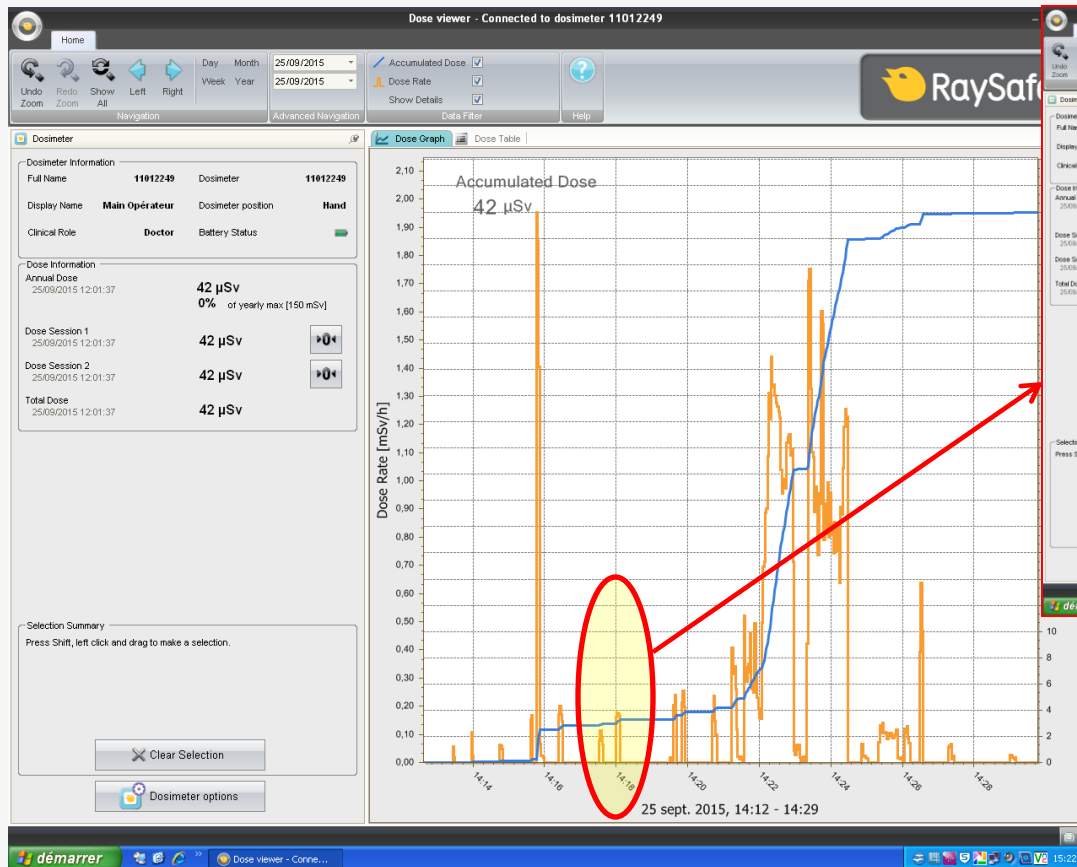 Dose viewer - Connected to dosimeter 11012249
Home
Undo Zoom
Redo Zoom
Show All
Left
Right
Day Month
Week Year
Navigation
25/09/2015
25/09/2015
Advanced Navigation
Accumulated Dose
Dose Rate
Show Details
Data Filter
Help
RaySafe
Dosimeter
Dosimeter Information
Full Name 11012249 Dosimeter 11012249
Display Name Main Opérateur Dosimeter position Hand
Clinical Role Doctor Battery Status
Dose Information
Annual Dose
25/09/2015 12:01:37
42 µSv
0% of yearly max [150 mSv]
Dose Session 1
25/09/2015 12:01:37
42 µSv
0
Dose Session 2
25/09/2015 12:01:37
42 µSv
0
Total Dose
25/09/2015 12:01:37
42 µSv
Selection Summary
Press Shift, left click and drag to make a selection.
Clear Selection
Dosimeter options
Dose Graph
Dose Table
Accumulated Dose
42 µSv
Dose Rate [mSv/h]
2,10
2,00
1,90
1,80
1,70
1,60
1,50
1,40
1,30
1,20
1,10
1,00
0,90
0,80
0,70
0,60
0,50
0,40
0,30
0,20
0,10
0,00
10
8
6
4
2
0
14:14
14:16
14:18
14:20
14:22
14:24
14:26
14:28
25 sept. 2015, 14:12 - 14:29
Undo
Zoom
Annual
Press S
démarrer
Dose viewer - Conne...
15:22